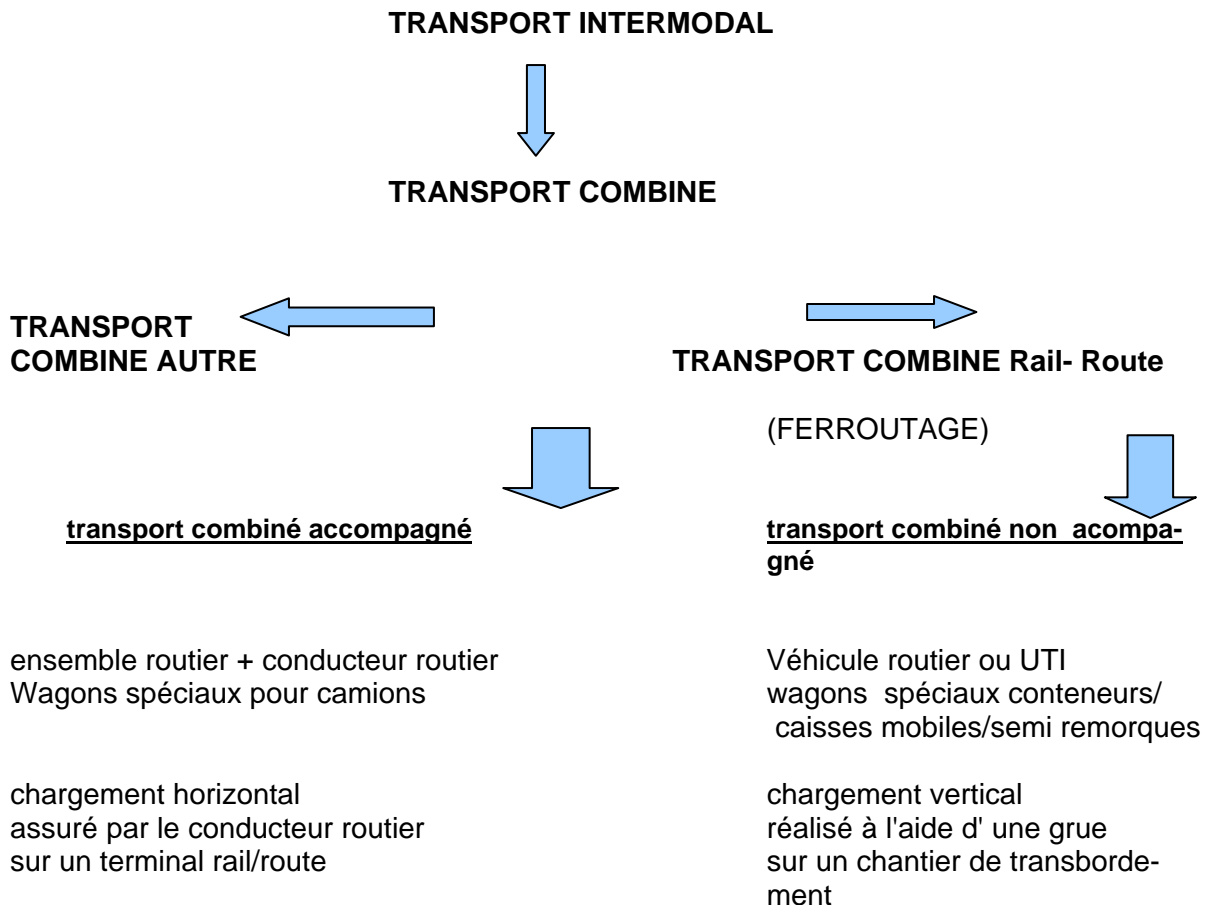 TRANSPORT INTERMODAL
TRANSPORT COMBINE
TRANSPORT
COMBINE AUTRE
TRANSPORT COMBINE Rail- Route
(FERROUTAGE)
transport combiné accompagné
ensemble routier + conducteur routier
Wagons spéciaux pour camions
chargement horizontal
assuré par le conducteur routier
sur un terminal rail/route
transport combiné non acompa-
gné
Véhicule routier ou UTI
wagons spéciaux conteneurs/
caisses mobiles/semi remorques
chargement vertical
réalisé à l'aide d' une grue
sur un chantier de transborde-
ment